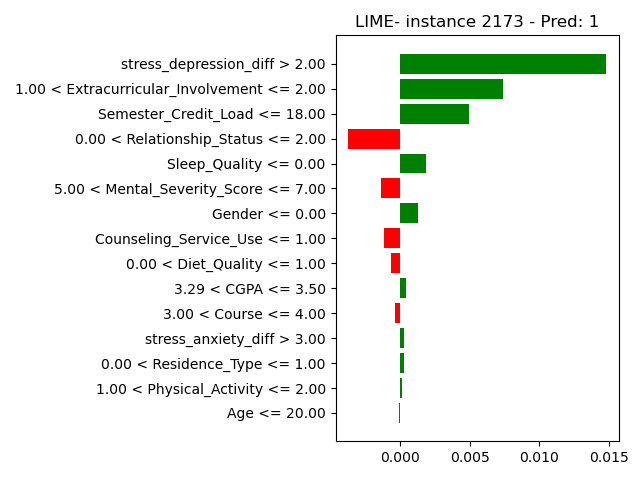 LIME- instance 2173 - Pred: 1
stress_depression_diff > 2.00
1.00 < Extracurricular_Involvement <= 2.00
Semester_Credit_Load <= 18.00
0.00 < Relationship_Status <= 2.00
Sleep_Quality <= 0.00
5.00 < Mental_Severity_Score <= 7.00
Gender <= 0.00
Counseling_Service_Use <= 1.00
0.00 < Diet_Quality <= 1.00
3.29 < CGPA <= 3.50
3.00 < Course <= 4.00
stress_anxiety_diff > 3.00
0.00 < Residence_Type <= 1.00
1.00 < Physical_Activity <= 2.00
Age <= 20.00
0.000 0.005 0.010 0.015